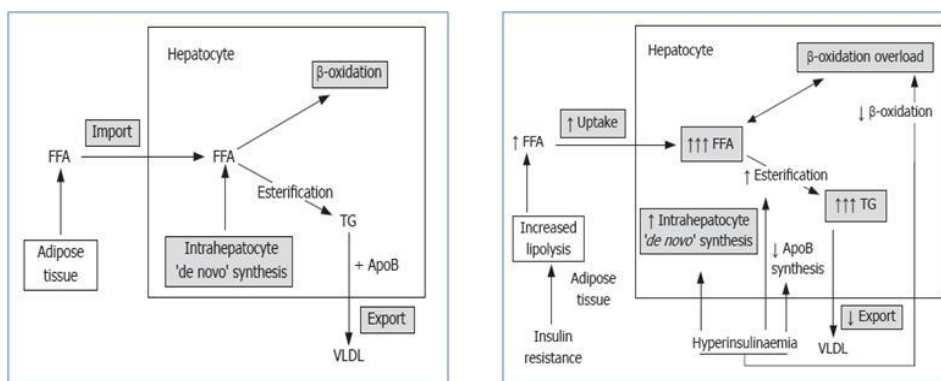 Hepatocyte
β-oxidation
Import
FFA
FFA
Esterification
TG
Adipose
tissue
Intrahepatocyte
'de novo' synthesis
+ ApoB
Export
VLDL
Hepatocyte
β-oxidation overload
↓ β-oxidation
↑ Uptake
↑ FFA
↑↑↑ FFA
↑ Esterification
↑↑↑ TG
Increased
lipolysis
↑ Intrahepatocyte
'de novo' synthesis
↓ ApoB
synthesis
Adipose
tissue
↓ Export
Insulin
resistance
Hyperinsulinaemia
VLDL